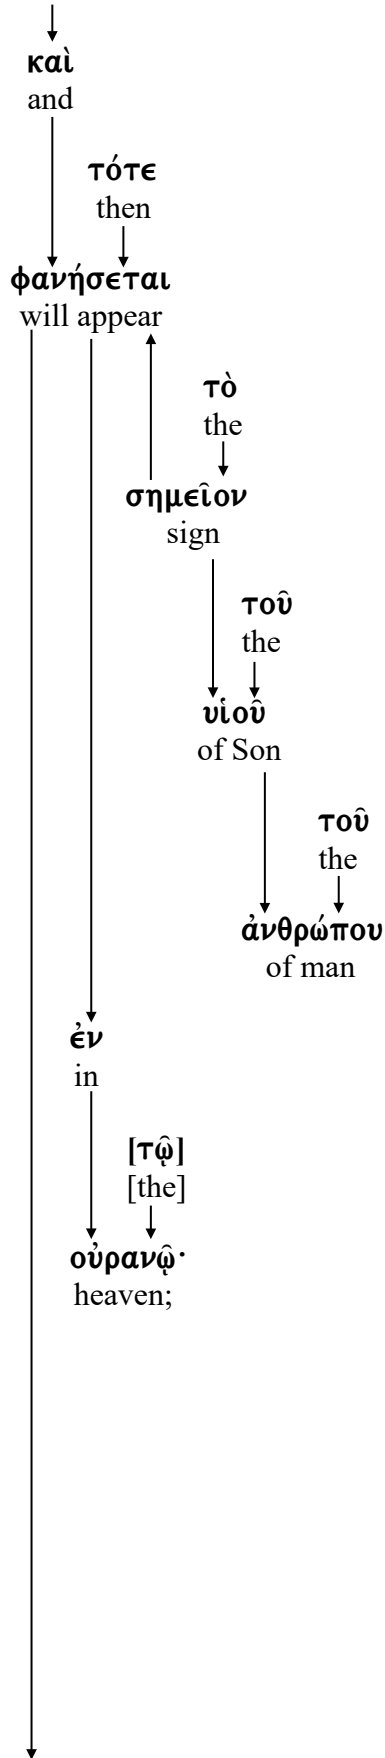 καὶ
and
τότε
then
φανήσεται
will appear
τὸ
the
σημεῖον
sign
τοῦ
the
υἱοῦ
of Son
τοῦ
the
ἀνθρώπου
of man
ἐν
in
[τῷ]
[the]
οὐρανῷ·
heaven;